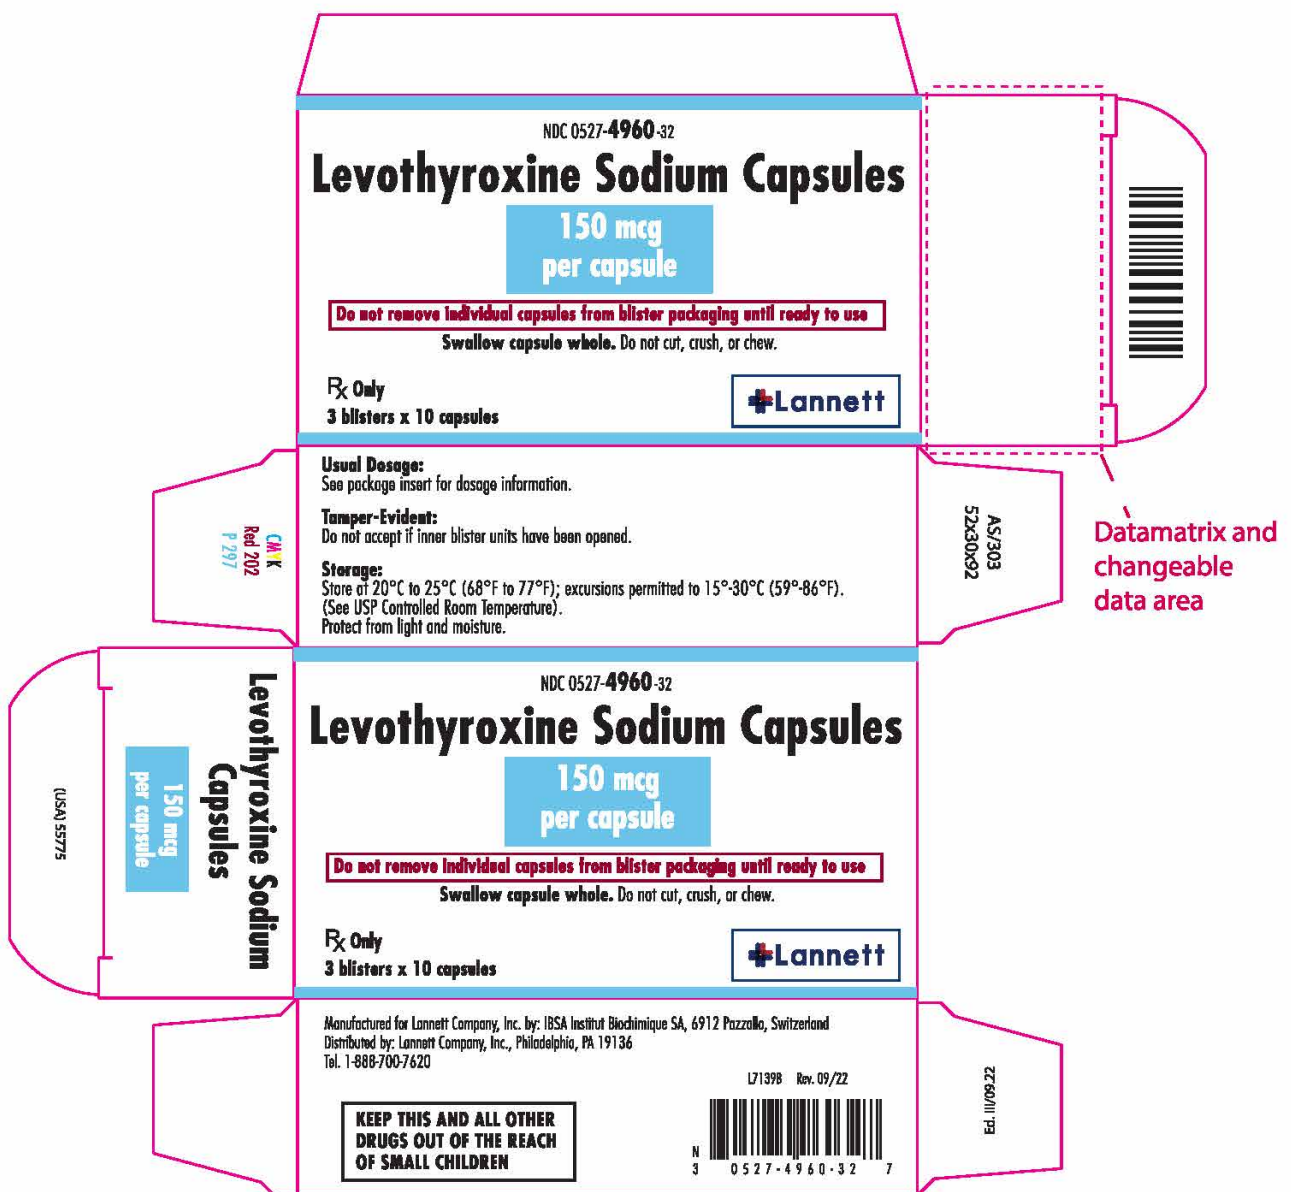 NDC 0527-4960-32
Levothyroxine Sodium Capsules
150 mcg
per capsule
Do not remove individual capsules from blister packaging until ready to use
Swallow capsule whole. Do not cut, crush, or chew.
Rx Only
3 blisters x 10 capsules
Lannett
Usual Dosage:
See package insert for dosage information.
Tamper-Evident:
Do not accept if inner blister units have been opened.
Storage:
Store at 20°C to 25°C (68°F to 77°F); excursions permitted to 15°-30°C (59°-86°F).
(See USP Controlled Room Temperature).
Protect from light and moisture.
CMYK
Red 202
P 297
AS/303
52x30x92
Datamatrix and
changeable
data area
NDC 0527-4960-32
Levothyroxine Sodium Capsules
150 mcg
per capsule
Do not remove individual capsules from blister packaging until ready to use
Swallow capsule whole. Do not cut, crush, or chew.
Rx Only
3 blisters x 10 capsules
Lannett
Levothyroxine Sodium
Capsules
150 mcg
per capsule
(USA) 55775
Manufactured for Lannett Company, Inc. by: IBSA Institut Biochimique SA, 6912 Pazzallo, Switzerland
Distributed by: Lannett Company, Inc., Philadelphia, PA 19136
Tel. 1-888-700-7620
L7139B Rev. 09/22
KEEP THIS AND ALL OTHER
DRUGS OUT OF THE REACH
OF SMALL CHILDREN
N
3 0527-4960-32 7
Ed. III/09.22